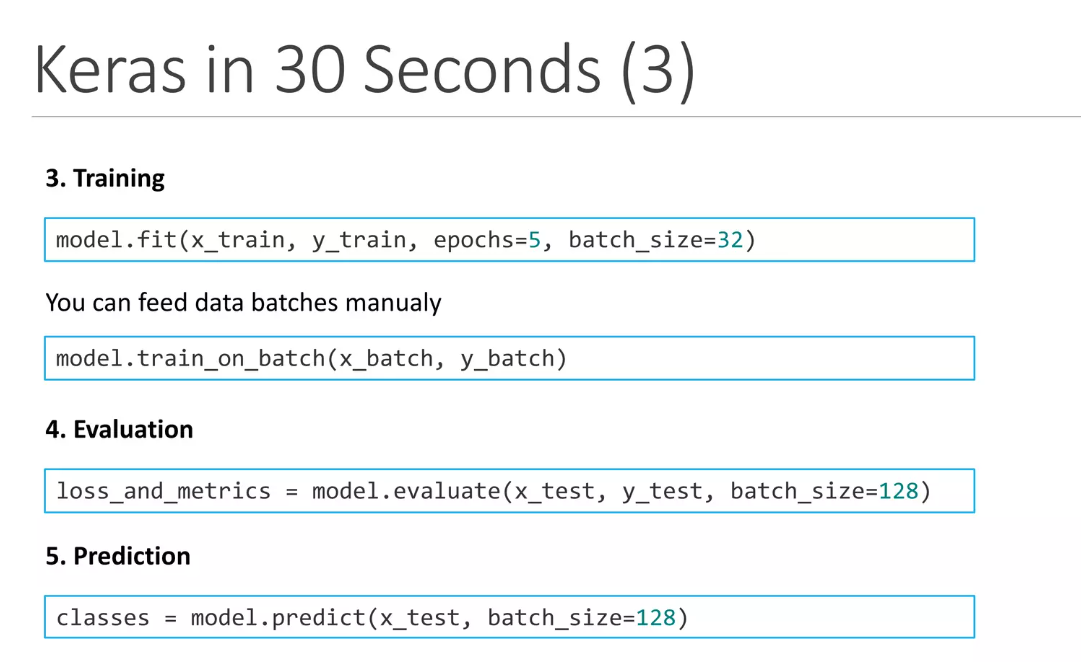 Keras in 30 Seconds (3)
3. Training
model.fit(x_train, y_train, epochs=5, batch_size=32)
You can feed data batches manualy
model.train_on_batch(x_batch, y_batch)
4. Evaluation
loss_and_metrics = model.evaluate(x_test, y_test, batch_size=128)
5. Prediction
classes = model.predict(x_test, batch_size=128)